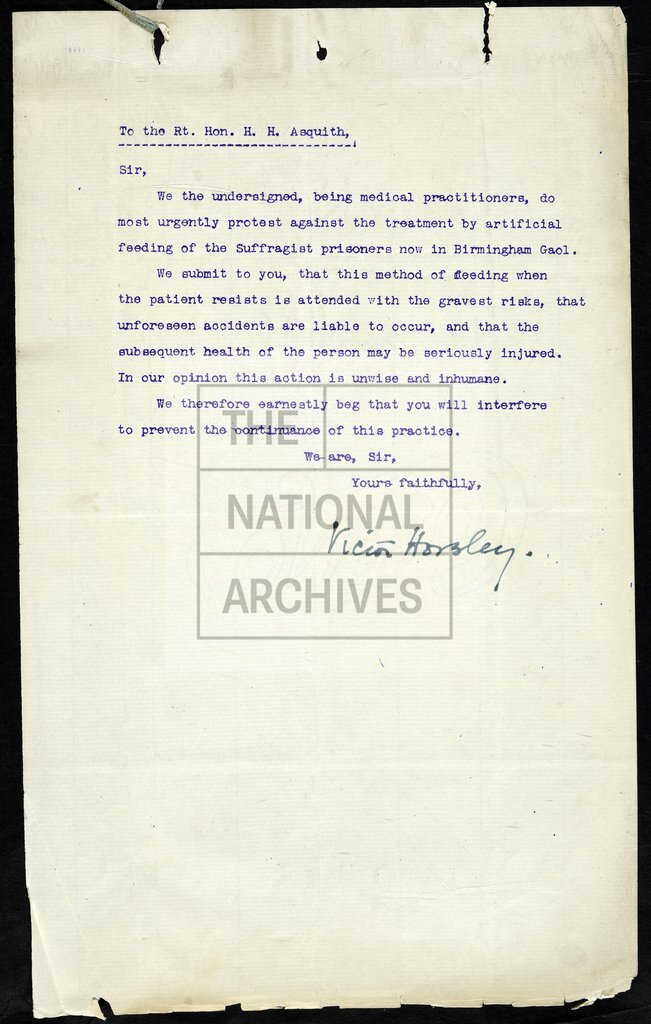 To the Rt. Hon. H. H. Asquith,
Sir,
We the undersigned, being medical practitioners, do
most urgently protest against the treatment by artificial
feeding of the Suffragist prisoners now in Birmingham Gaol.
We submit to you, that this method of feeding when
the patient resists is attended with the gravest risks, that
unforeseen accidents are liable to occur, and that the
subsequent health of the person may be seriously injured.
In our opinion this action is unwise and inhumane.
We therefore earnestly beg that you will interfere
to prevent the continuance of this practice.
We are, Sir,
Yours faithfully,
Victor Horsley.
THE
NATIONAL
ARCHIVES